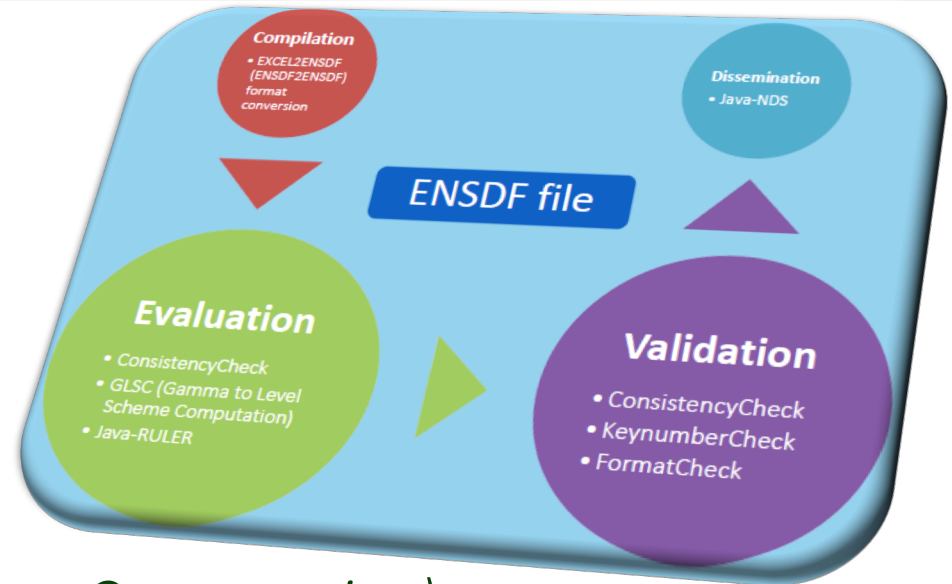 Compilation
• EXCEL2ENSDF
(ENSDF2ENSDF)
format
conversion
Dissemination
• Java-NDS
ENSDF file
Evaluation
• ConsistencyCheck
• GLSC (Gamma to Level
Scheme Computation)
• Java-RULER
Validation
• ConsistencyCheck
• KeynumberCheck
• FormatCheck